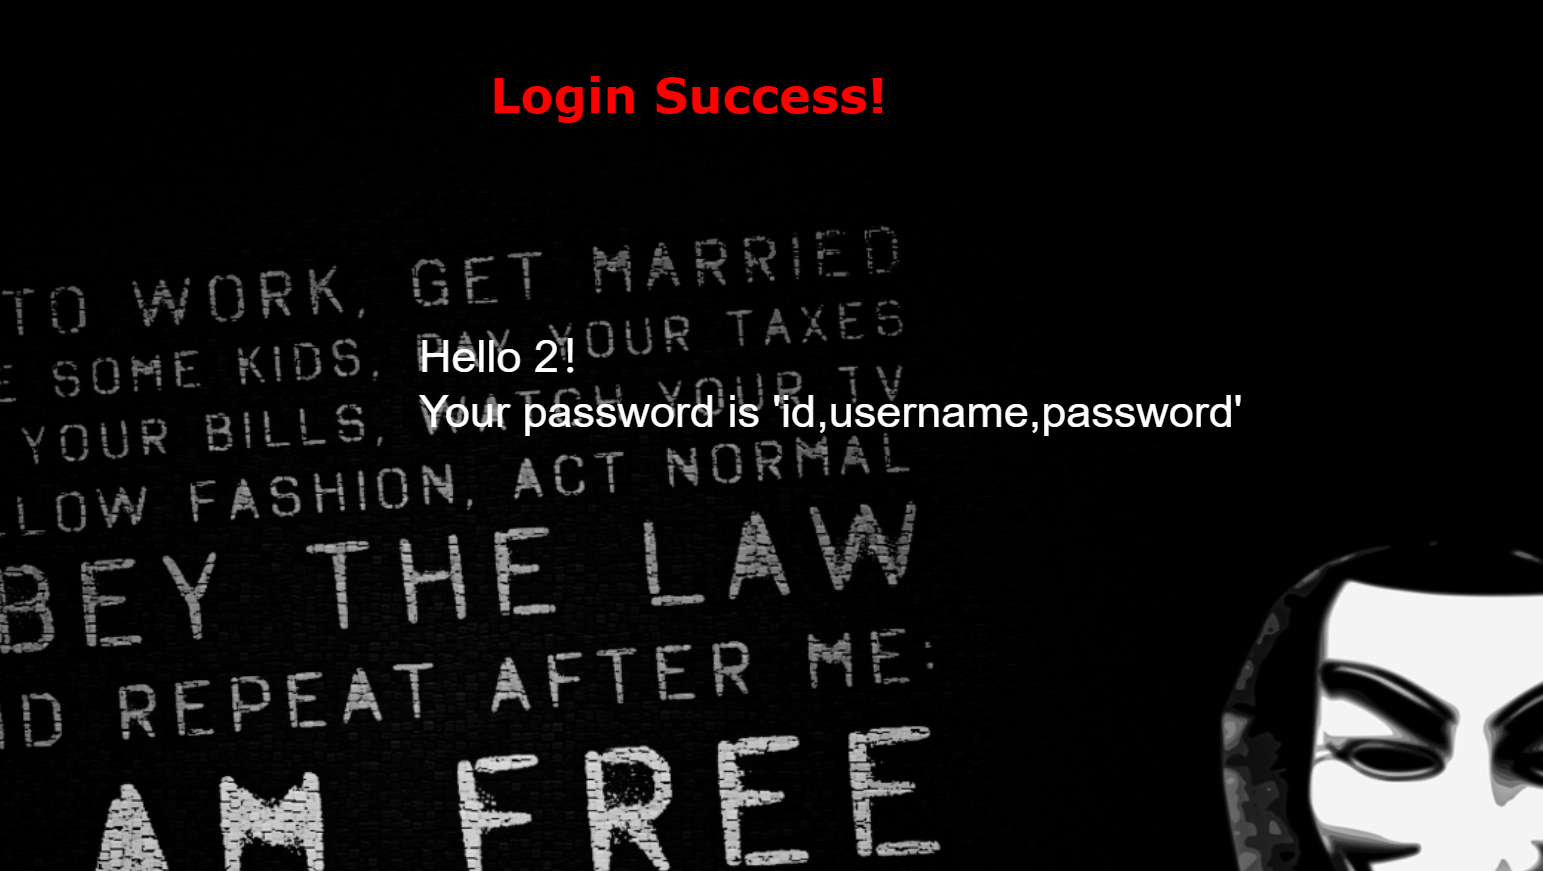 Login Success!
TO WORK, GET MARRIED
E SOME KIDS, PAY YOUR TAXES
Hello 2!
YOUR BILLS, WATCH YOUR TV
Your password is 'id,username,password'
LLOW FASHION, ACT NORMAL
BEY THE LAW
ND REPEAT AFTER ME:
AM FREE